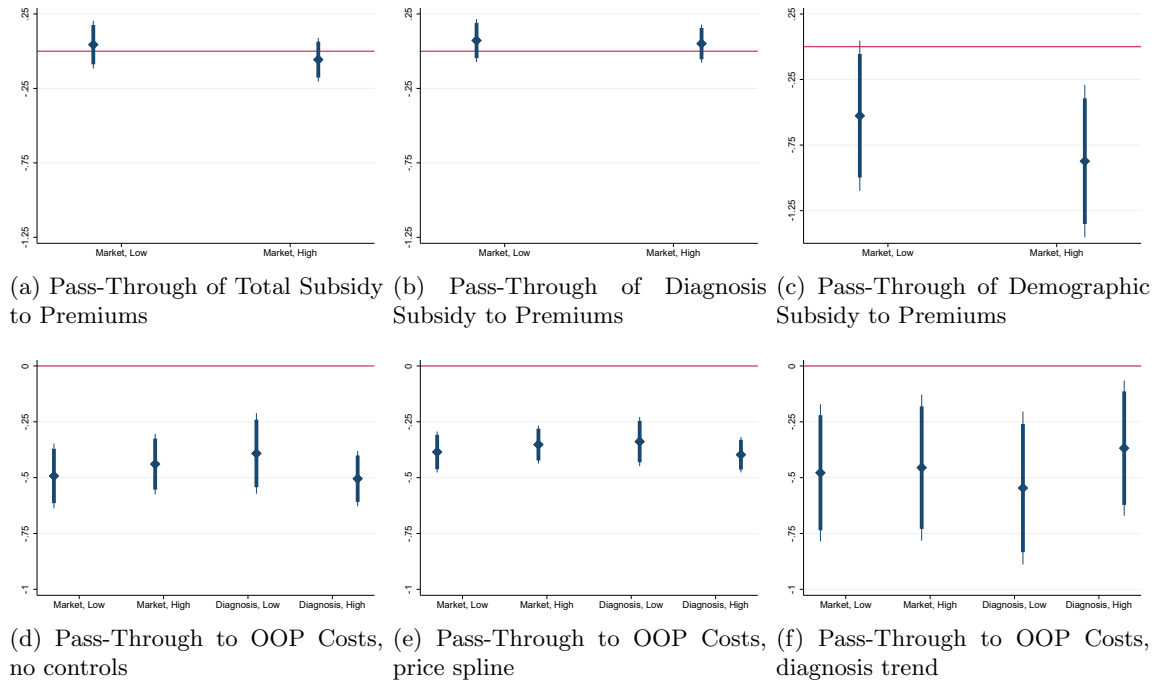 .25
-.25
-.75
-1.25
Market, Low Market, High
(a) Pass-Through of Total Subsidy
to Premiums
.25
-.25
-.75
-1.25
Market, Low Market, High
(b) Pass-Through of Diagnosis
Subsidy to Premiums
.25
-.25
-.75
-1.25
Market, Low Market, High
(c) Pass-Through of Demographic
Subsidy to Premiums
0
-.25
-.5
-.75
-1
Market, Low Market, High Diagnosis, Low Diagnosis, High
(d) Pass-Through to OOP Costs,
no controls
0
-.25
-.5
-.75
-1
Market, Low Market, High Diagnosis, Low Diagnosis, High
(e) Pass-Through to OOP Costs,
price spline
0
-.25
-.5
-.75
-1
Market, Low Market, High Diagnosis, Low Diagnosis, High
(f) Pass-Through to OOP Costs,
diagnosis trend